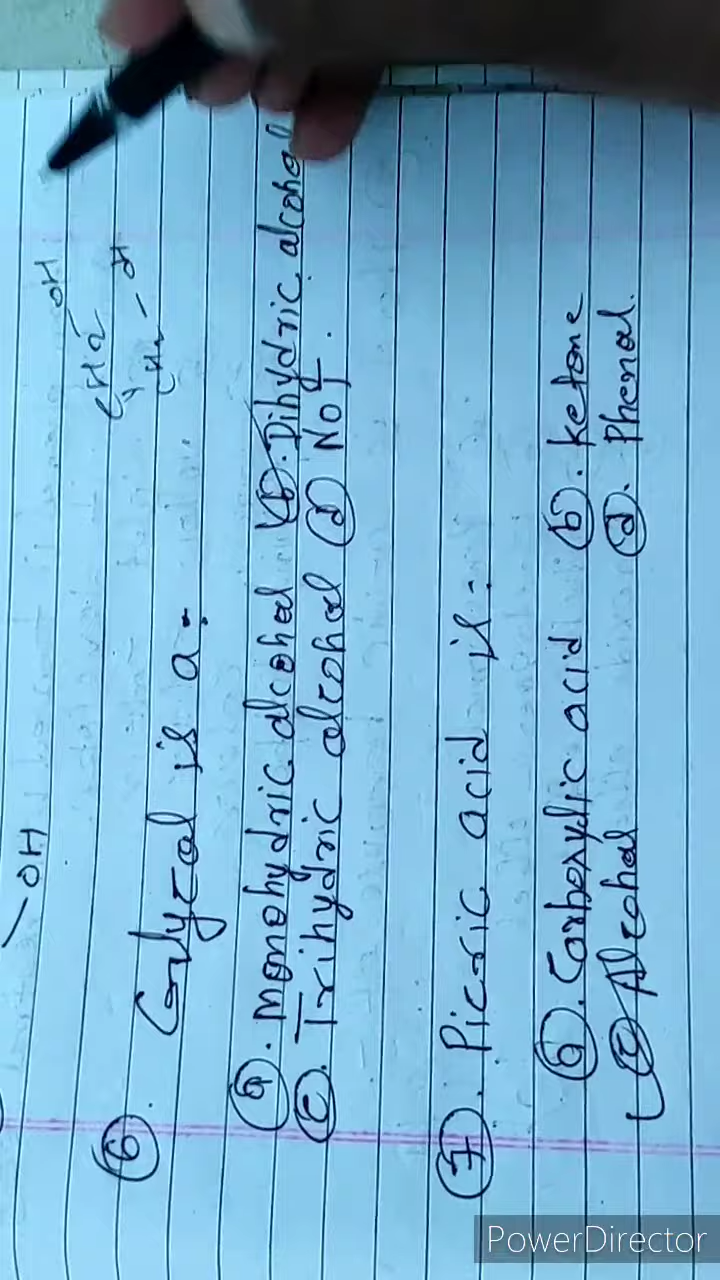 — OH
CH2 OH
CH2 - OH
6. Glycol is a :
a. Monohydric alcohol b. Dihydric alcohol
c. Trihydric alcohol d NOT.
7. Picric acid is :
a. Carboxylic acid b. ketone
c Alcohal d. Phenol.
PowerDirector